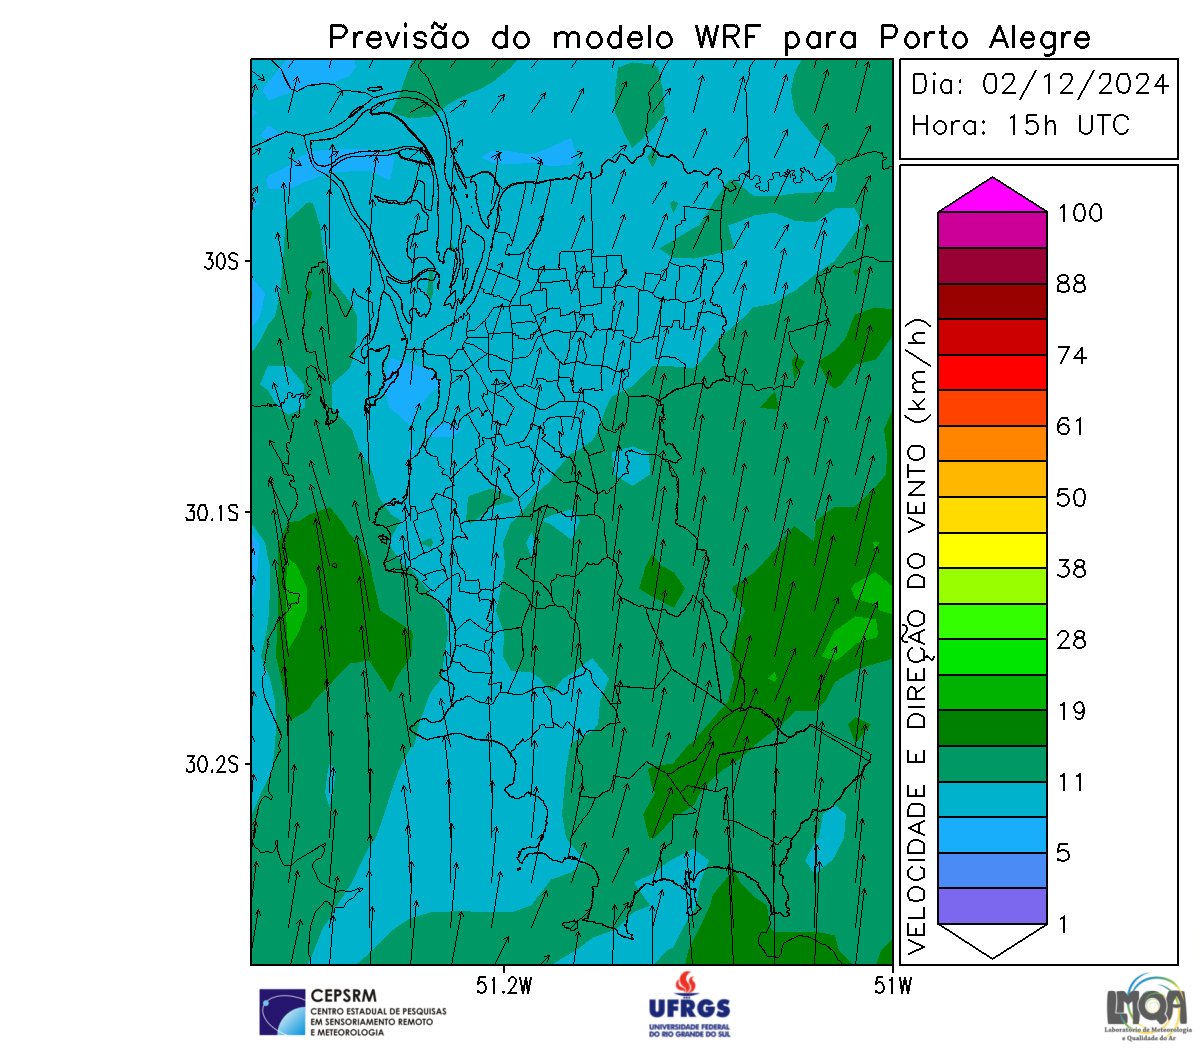 Previsão do modelo WRF para Porto Alegre
Dia: 02/12/2024
Hora: 15h UTC
30S
30.1S
30.2S
51.2W
51W
VELOCIDADE E DIREÇÃO DO VENTO (km/h)
100
88
74
61
50
38
28
19
11
5
1
CEPSRM
CENTRO ESTADUAL DE PESQUISAS
EM SENSORIAMENTO REMOTO
E METEOROLOGIA
UFRGS
UNIVERSIDADE FEDERAL
DO RIO GRANDE DO SUL
LMQA
Laboratório de Meteorologia
e Qualidade do Ar